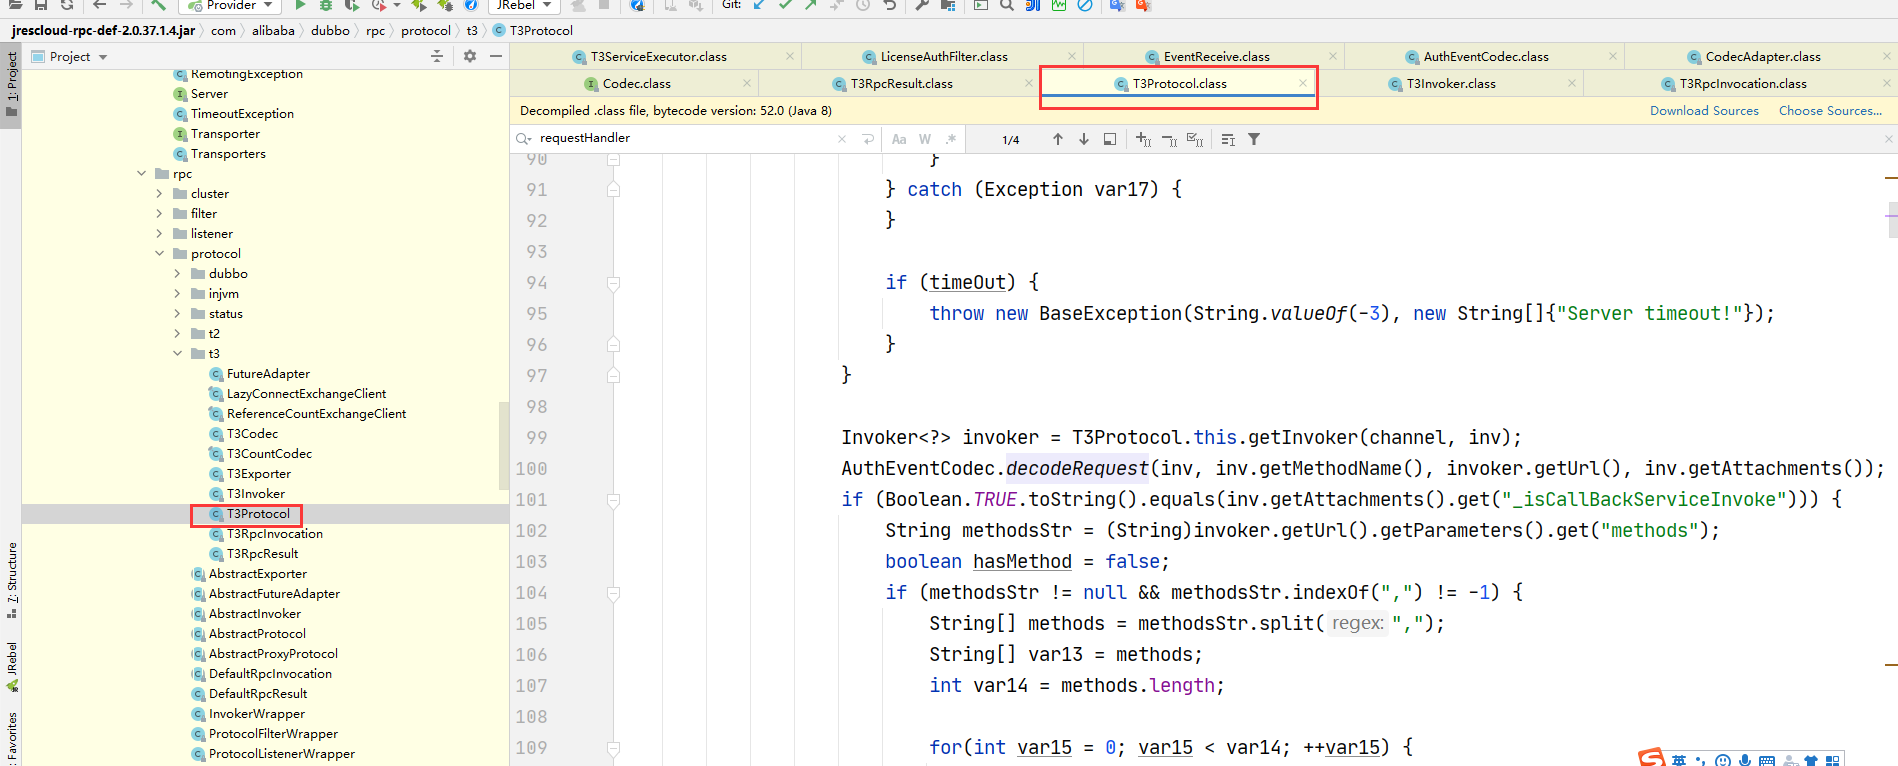 Provider
JRebel
Git:
jrescloud-rpc-def-2.0.37.1.4.jar
com
alibaba
dubbo
rpc
protocol
t3
T3Protocol
Project
T3ServiceExecutor.class
LicenseAuthFilter.class
EventReceive.class
AuthEventCodec.class
CodecAdapter.class
Codec.class
T3RpcResult.class
T3Protocol.class
T3Invoker.class
T3RpcInvocation.class
Decompiled .class file, bytecode version: 52.0 (Java 8)
Download Sources
Choose Sources...
requestHandler
Aa
W
.*
1/4
1: Project
7: Structure
JRebel
Favorites
RemotingException
Server
TimeoutException
Transporter
Transporters
rpc
cluster
filter
listener
protocol
dubbo
injvm
status
t2
t3
FutureAdapter
LazyConnectExchangeClient
ReferenceCountExchangeClient
T3Codec
T3CountCodec
T3Exporter
T3Invoker
T3Protocol
T3RpcInvocation
T3RpcResult
AbstractExporter
AbstractFutureAdapter
AbstractInvoker
AbstractProtocol
AbstractProxyProtocol
DefaultRpcInvocation
DefaultRpcResult
InvokerWrapper
ProtocolFilterWrapper
ProtocolListenerWrapper
90 }
91 } catch (Exception var17) {
92 }
93
94 if (timeOut) {
95 throw new BaseException(String.valueOf(-3), new String[]{"Server timeout!"});
96 }
97 }
98
99 Invoker<?> invoker = T3Protocol.this.getInvoker(channel, inv);
100 AuthEventCodec.decodeRequest(inv, inv.getMethodName(), invoker.getUrl(), inv.getAttachments());
101 if (Boolean.TRUE.toString().equals(inv.getAttachments().get("_isCallBackServiceInvoke"))) {
102 String methodsStr = (String)invoker.getUrl().getParameters().get("methods");
103 boolean hasMethod = false;
104 if (methodsStr != null && methodsStr.indexOf(",") != -1) {
105 String[] methods = methodsStr.split( regex: ",");
106 String[] var13 = methods;
107 int var14 = methods.length;
108
109 for(int var15 = 0; var15 < var14; ++var15) {
英